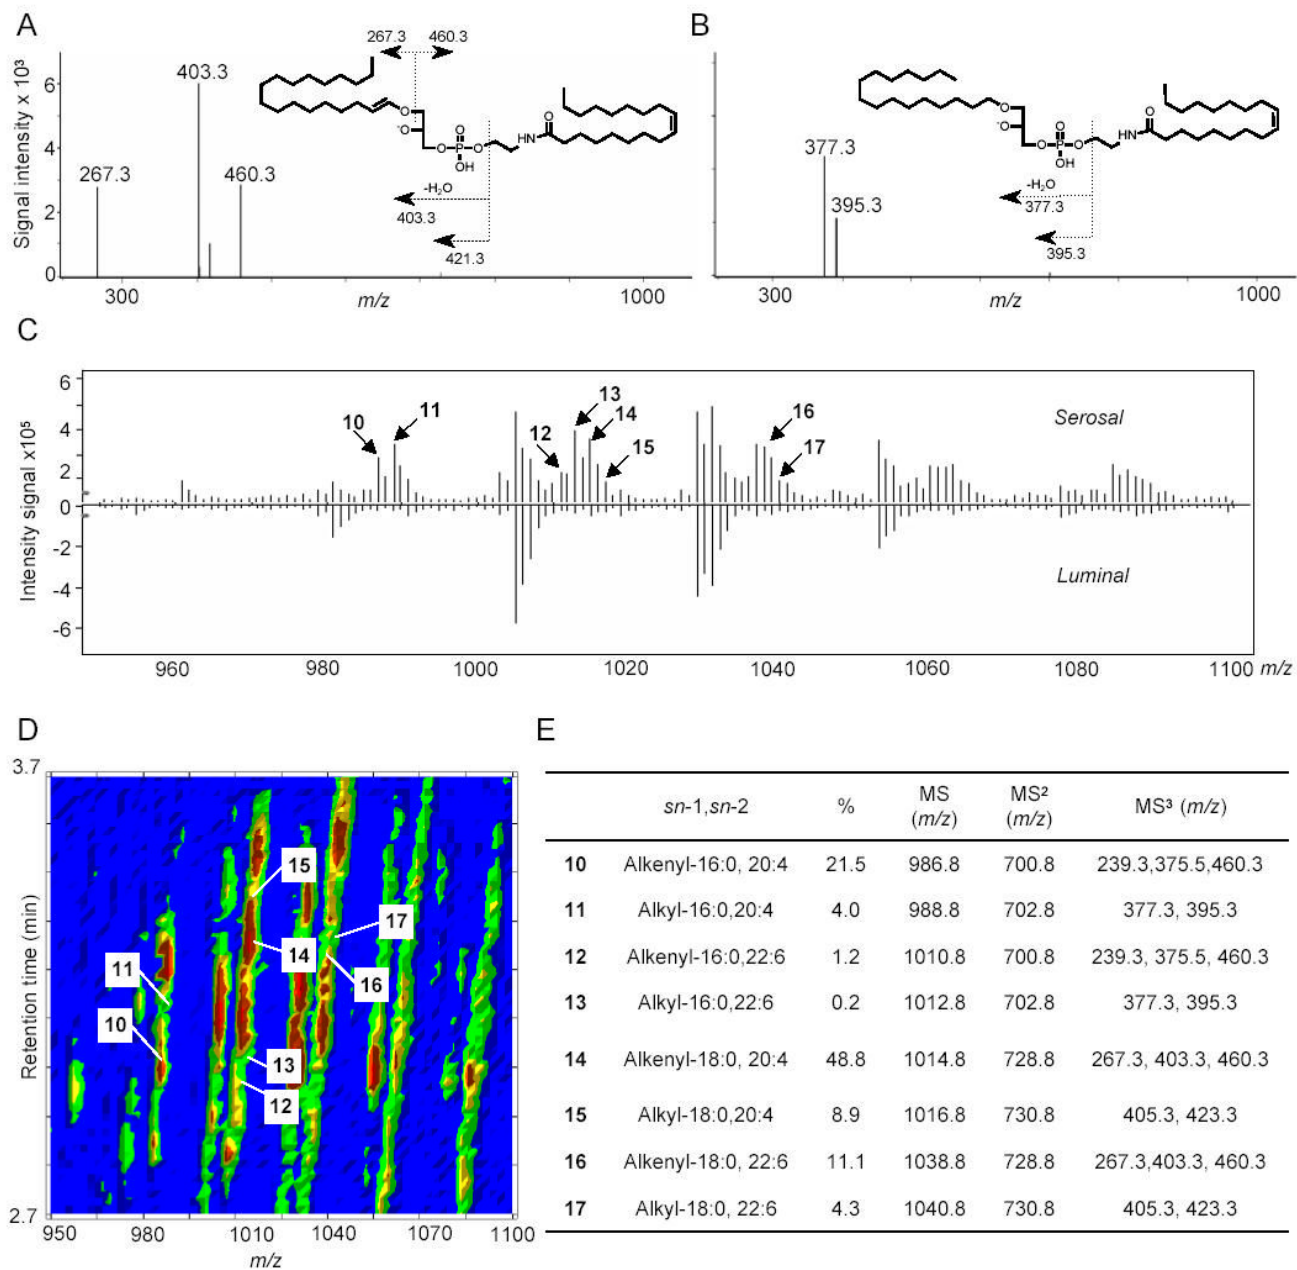 A
B
267.3 460.3
403.3
267.3
460.3
Signal intensity x 10³
6
4
2
0
O
-O
O
O
P
O
OH
HN
O
-H₂O
403.3
421.3
300
m/z
1000
377.3
395.3
O
-O
O
O
P
O
OH
HN
O
-H₂O
377.3
395.3
300
m/z
1000
C
Intensity signal x10⁵
6
4
2
0
-2
-4
-6
10
11
12
13
14
15
16
17
Serosal
Luminal
960 980 1000 1020 1040 1060 1080 1100 m/z
D
3.7
Retention time (min)
2.7
15
17
14
11
16
10
13
12
950 980 1010 1040 1070 1100
m/z
E
sn-1,sn-2 % MS (m/z) MS² (m/z) MS³ (m/z)
10 Alkenyl-16:0, 20:4 21.5 986.8 700.8 239.3,375.5,460.3
11 Alkyl-16:0,20:4 4.0 988.8 702.8 377.3, 395.3
12 Alkenyl-16:0,22:6 1.2 1010.8 700.8 239.3, 375.5, 460.3
13 Alkyl-16:0,22:6 0.2 1012.8 702.8 377.3, 395.3
14 Alkenyl-18:0, 20:4 48.8 1014.8 728.8 267.3, 403.3, 460.3
15 Alkyl-18:0,20:4 8.9 1016.8 730.8 405.3, 423.3
16 Alkenyl-18:0, 22:6 11.1 1038.8 728.8 267.3,403.3, 460.3
17 Alkyl-18:0, 22:6 4.3 1040.8 730.8 405.3, 423.3